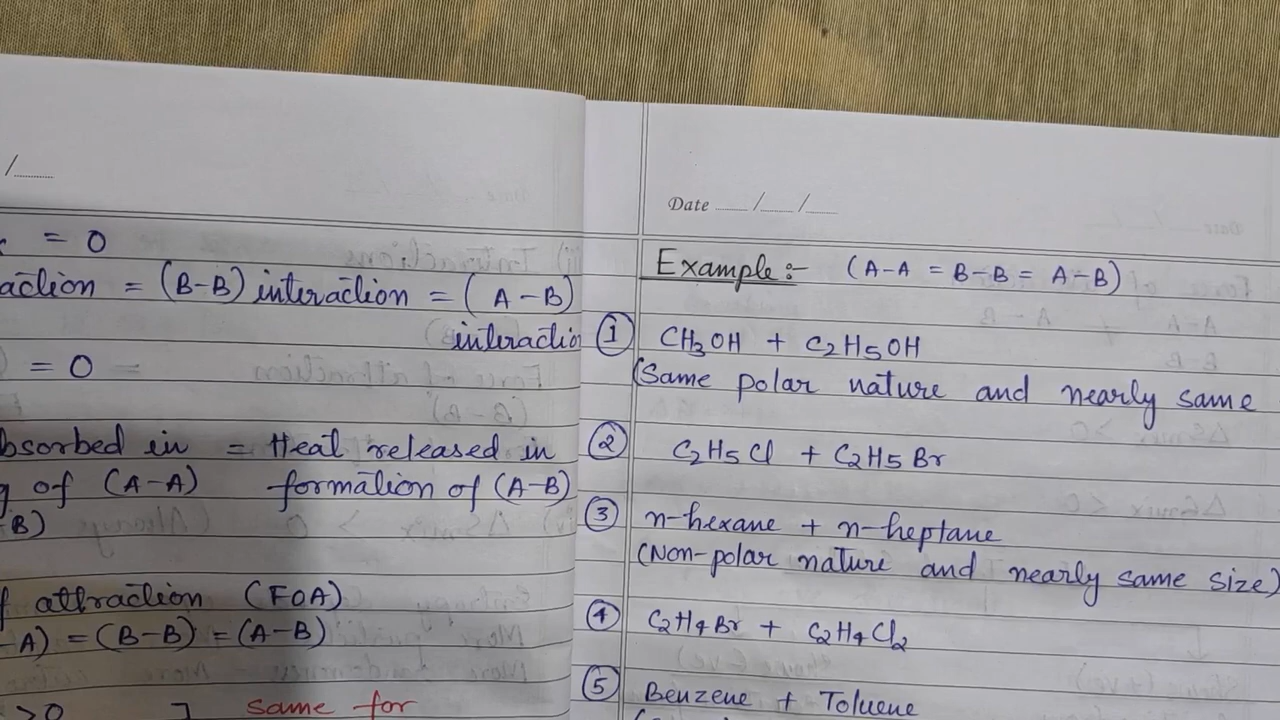 /
= 0
action = (B-B) interaction = (A-B)
interactio
= 0
bsorbed in = Heat released in
g of (A-A) formation of (A-B)
-B)
f attraction (FOA)
-A) = (B-B) = (A-B)
>0 same for
Date / /
Example:- (A-A = B-B = A-B)
① CH3OH + C2H5OH
(Same polar nature and nearly same
② C2H5Cl + C2H5Br
③ n-hexane + n-heptane
(Non-polar nature and nearly same size)
④ C2H4Br + C2H4Cl2
⑤ Benzene + Toluene